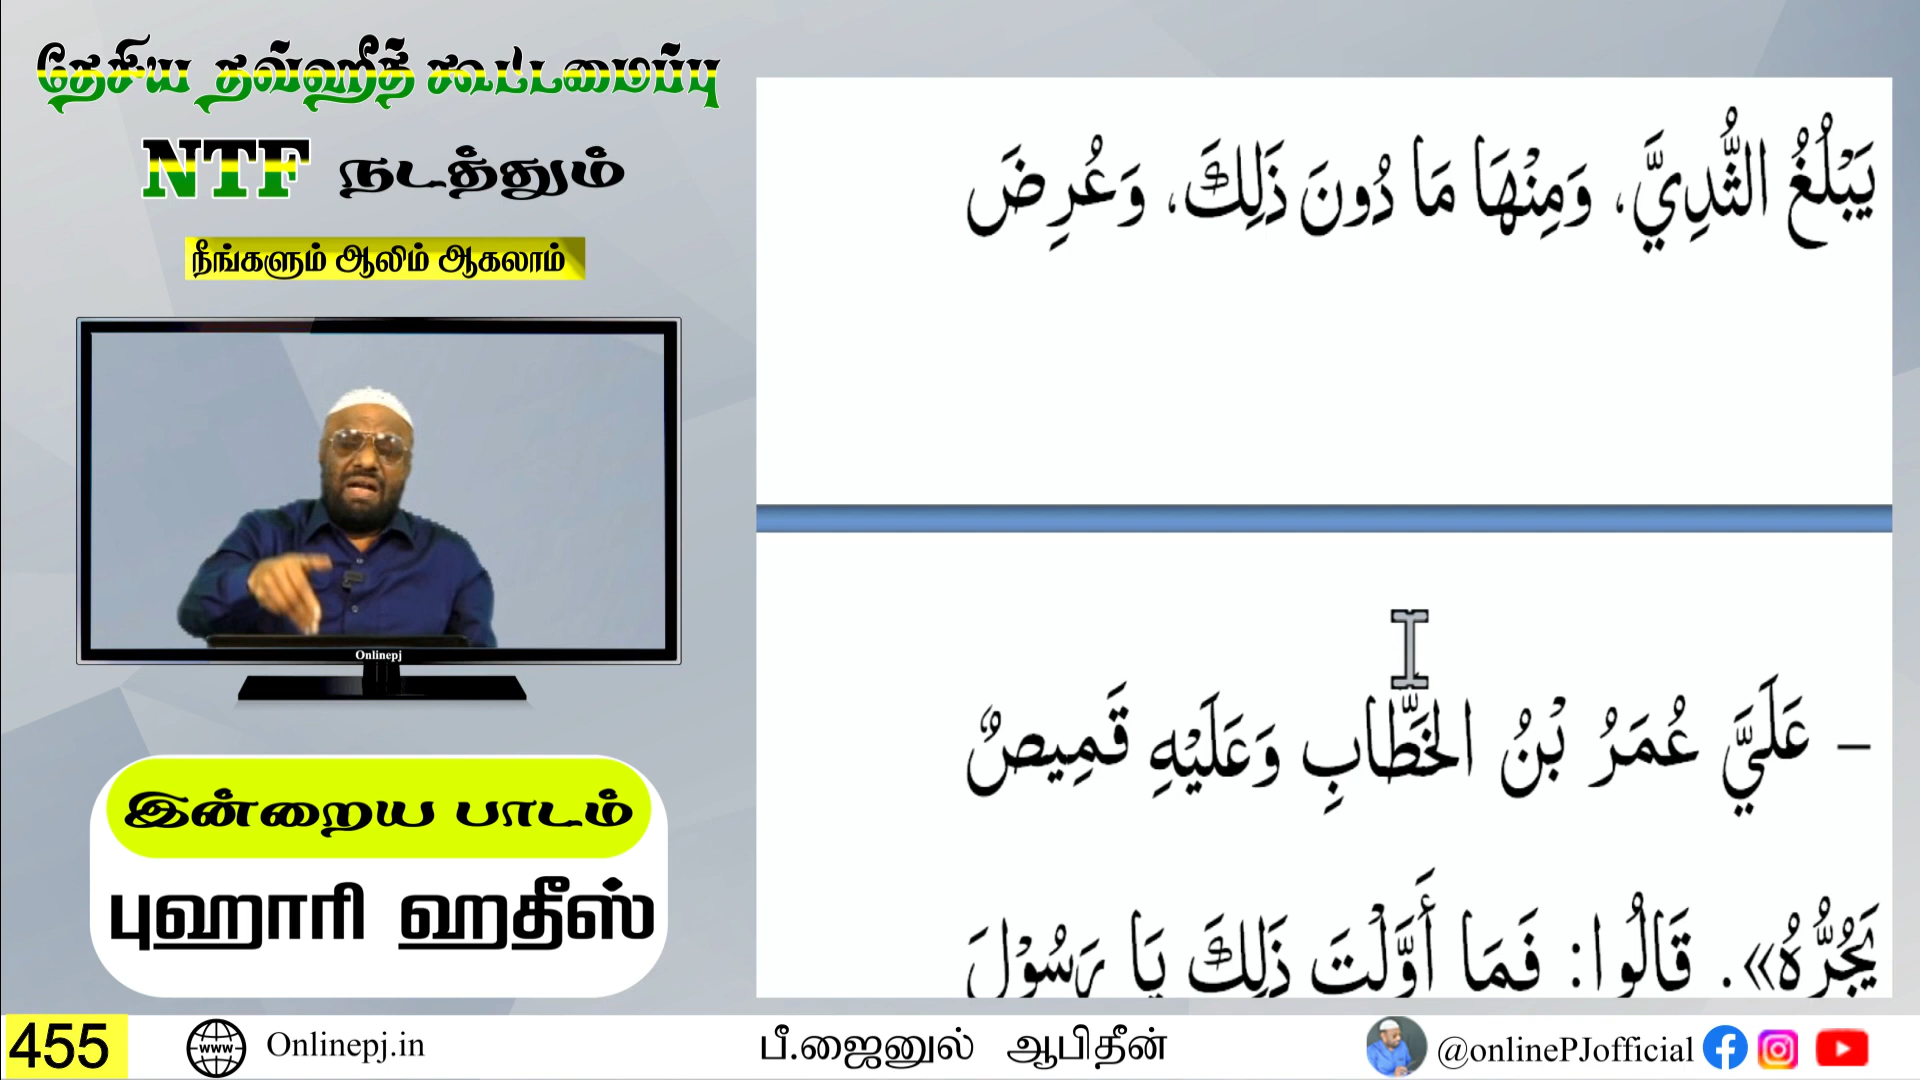 தேசிய தவ்ஹீத் கூட்டமைப்பு
NTF நடத்தும்
நீங்களும் ஆலிம் ஆகலாம்
Onlinepj
இன்றைய பாடம்
புஹாரி ஹதீஸ்
يَبْلُغُ الثُّدِيَّ، وَمِنْهَا مَا دُونَ ذَلِكَ، وَعُرِضَ
– عَلَيَّ عُمَرُ بْنُ الخَطَّابِ وَعَلَيْهِ قَمِيصٌ
يَجُرُّهُ». قَالُوا: فَمَا أَوَّلْتَ ذَلِكَ يَا رَسُوْلَ
455
www
Onlinepj.in
பீ.ஜைனுல் ஆபிதீன்
@onlinePJofficial